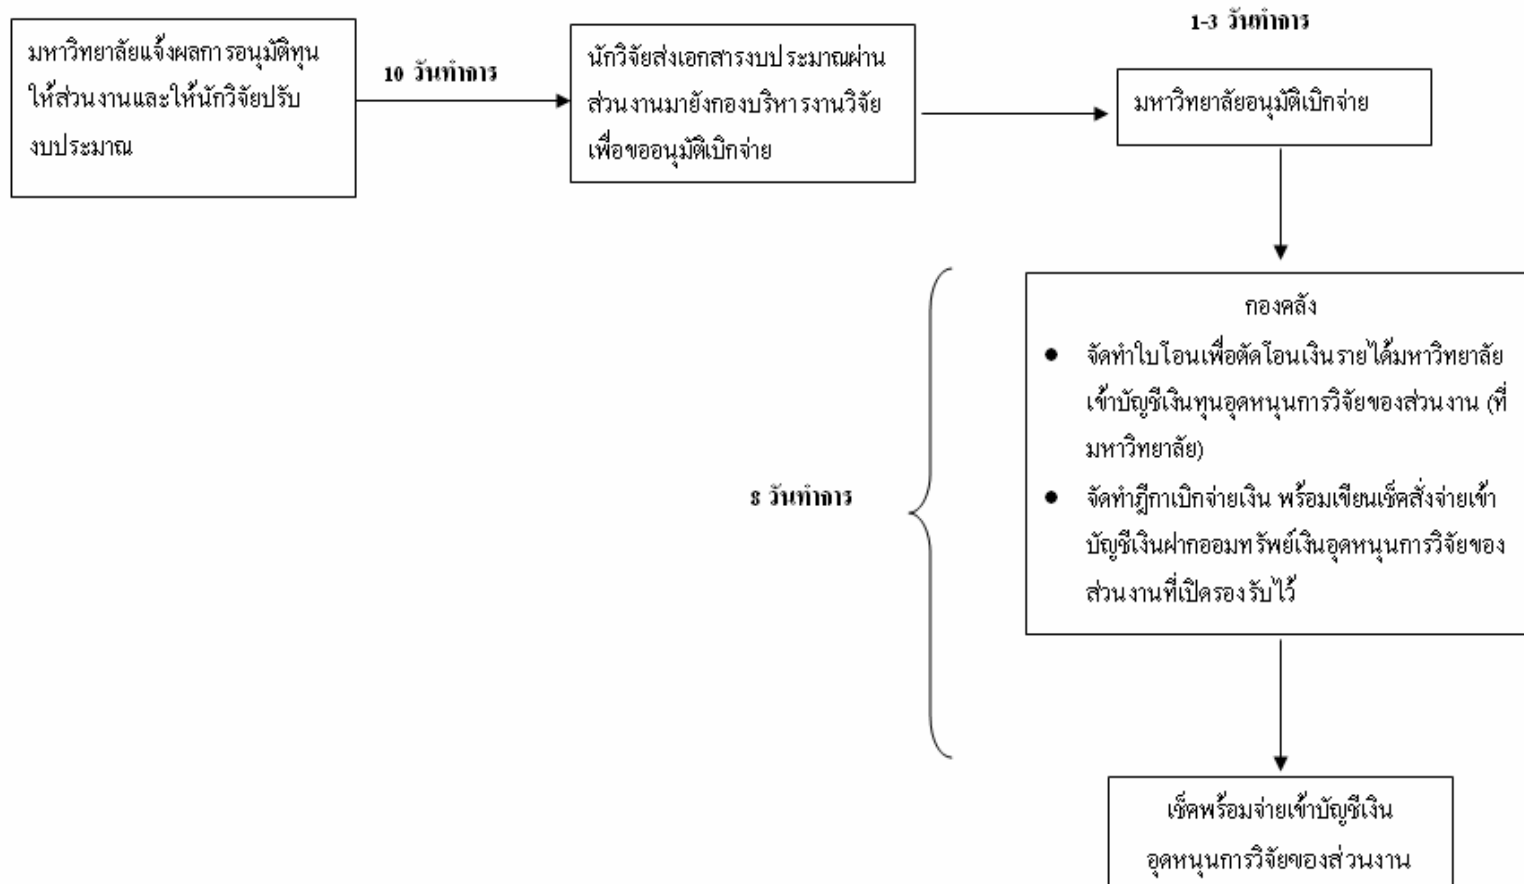 มหาวิทยาลัยแจ้งผลการอนุมัติทุน
ให้ส่วนงานและให้นักวิจัยปรับ
งบประมาณ
10 วันทำการ
นักวิจัยส่งเอกสารงบประมาณผ่าน
ส่วนงานมายังกองบริหารงานวิจัย
เพื่อขออนุมัติเบิกจ่าย
1-3 วันทำการ
มหาวิทยาลัยอนุมัติเบิกจ่าย
8 วันทำการ
กองคลัง
● จัดทำใบโอนเพื่อตัดโอนเงินรายได้มหาวิทยาลัย
เข้าบัญชีเงินทุนอุดหนุนการวิจัยของส่วนงาน (ที่
มหาวิทยาลัย)
● จัดทำฎีกาเบิกจ่ายเงิน พร้อมเขียนเช็คสั่งจ่ายเข้า
บัญชีเงินฝากออมทรัพย์เงินอุดหนุนการวิจัยของ
ส่วนงานที่เปิดรองรับไว้
เช็คพร้อมจ่ายเข้าบัญชีเงิน
อุดหนุนการวิจัยของส่วนงาน